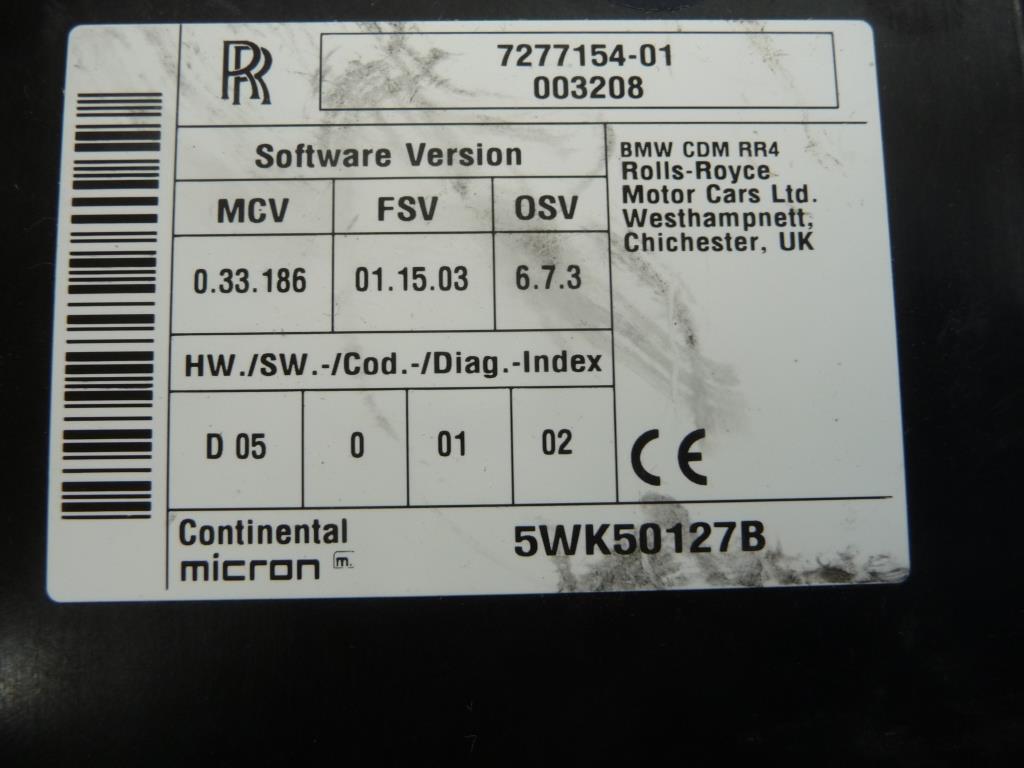 RR
7277154-01
003208
Software Version
MCV FSV OSV
0.33.186 01.15.03 6.7.3
HW./SW.-/Cod.-/Diag.-Index
D 05 0 01 02
BMW CDM RR4
Rolls-Royce
Motor Cars Ltd.
Westhampnett,
Chichester, UK
CE
Continental
micron m.
5WK50127B